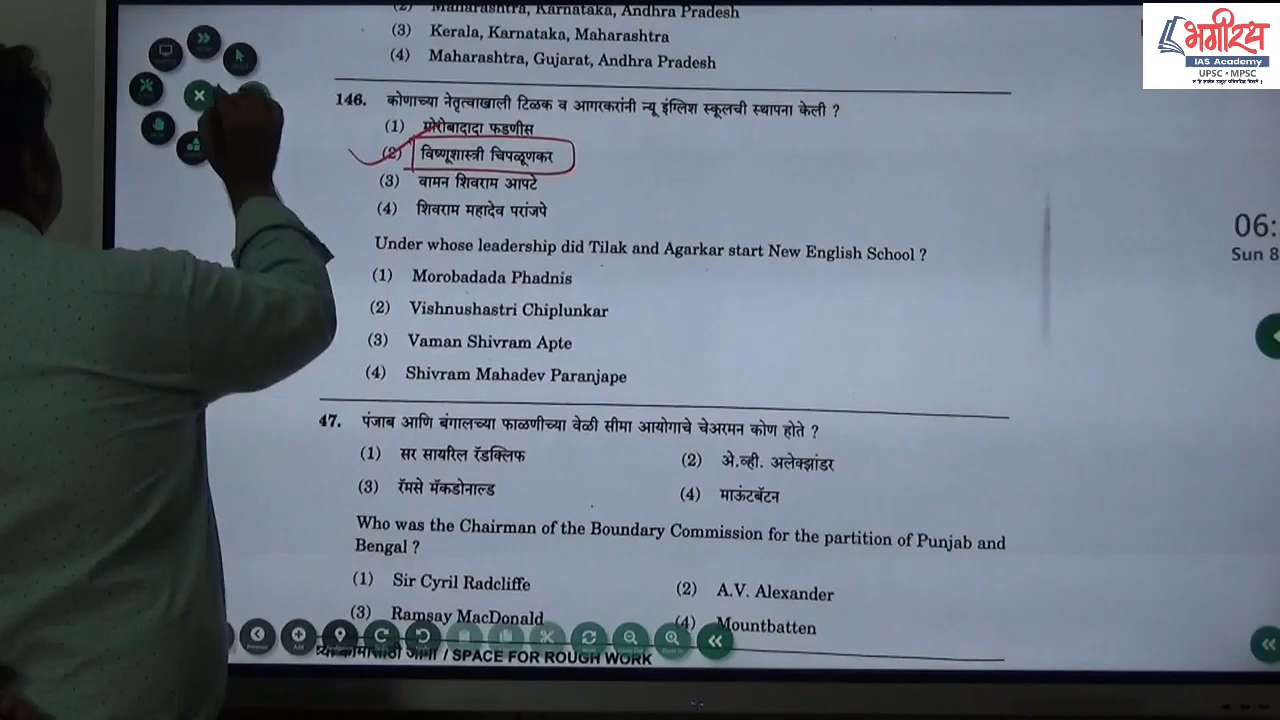 (2) Maharashtra, Karnataka, Andhra Pradesh
(3) Kerala, Karnataka, Maharashtra
(4) Maharashtra, Gujarat, Andhra Pradesh
भगीरथ
IAS Academy
UPSC • MPSC
146. कोणाच्या नेतृत्वाखाली टिळक व आगरकरांनी न्यू इंग्लिश स्कूलची स्थापना केली ?
(1) मोरोबादादा फडणीस
(2) विष्णूशास्त्री चिपळूणकर
(3) वामन शिवराम आपटे
(4) शिवराम महादेव परांजपे
Under whose leadership did Tilak and Agarkar start New English School ?
(1) Morobadada Phadnis
(2) Vishnushastri Chiplunkar
(3) Vaman Shivram Apte
(4) Shivram Mahadev Paranjape
06:
Sun 8
47. पंजाब आणि बंगालच्या फाळणीच्या वेळी सीमा आयोगाचे चेअरमन कोण होते ?
(1) सर सायरिल रॅडक्लिफ (2) अे.व्ही. अलेक्झांडर
(3) रॅमसे मॅकडोनाल्ड (4) माऊंटबॅटन
Who was the Chairman of the Boundary Commission for the partition of Punjab and
Bengal ?
(1) Sir Cyril Radcliffe (2) A.V. Alexander
(3) Ramsay MacDonald (4) Mountbatten
कामासाठी जागा / SPACE FOR ROUGH WORK